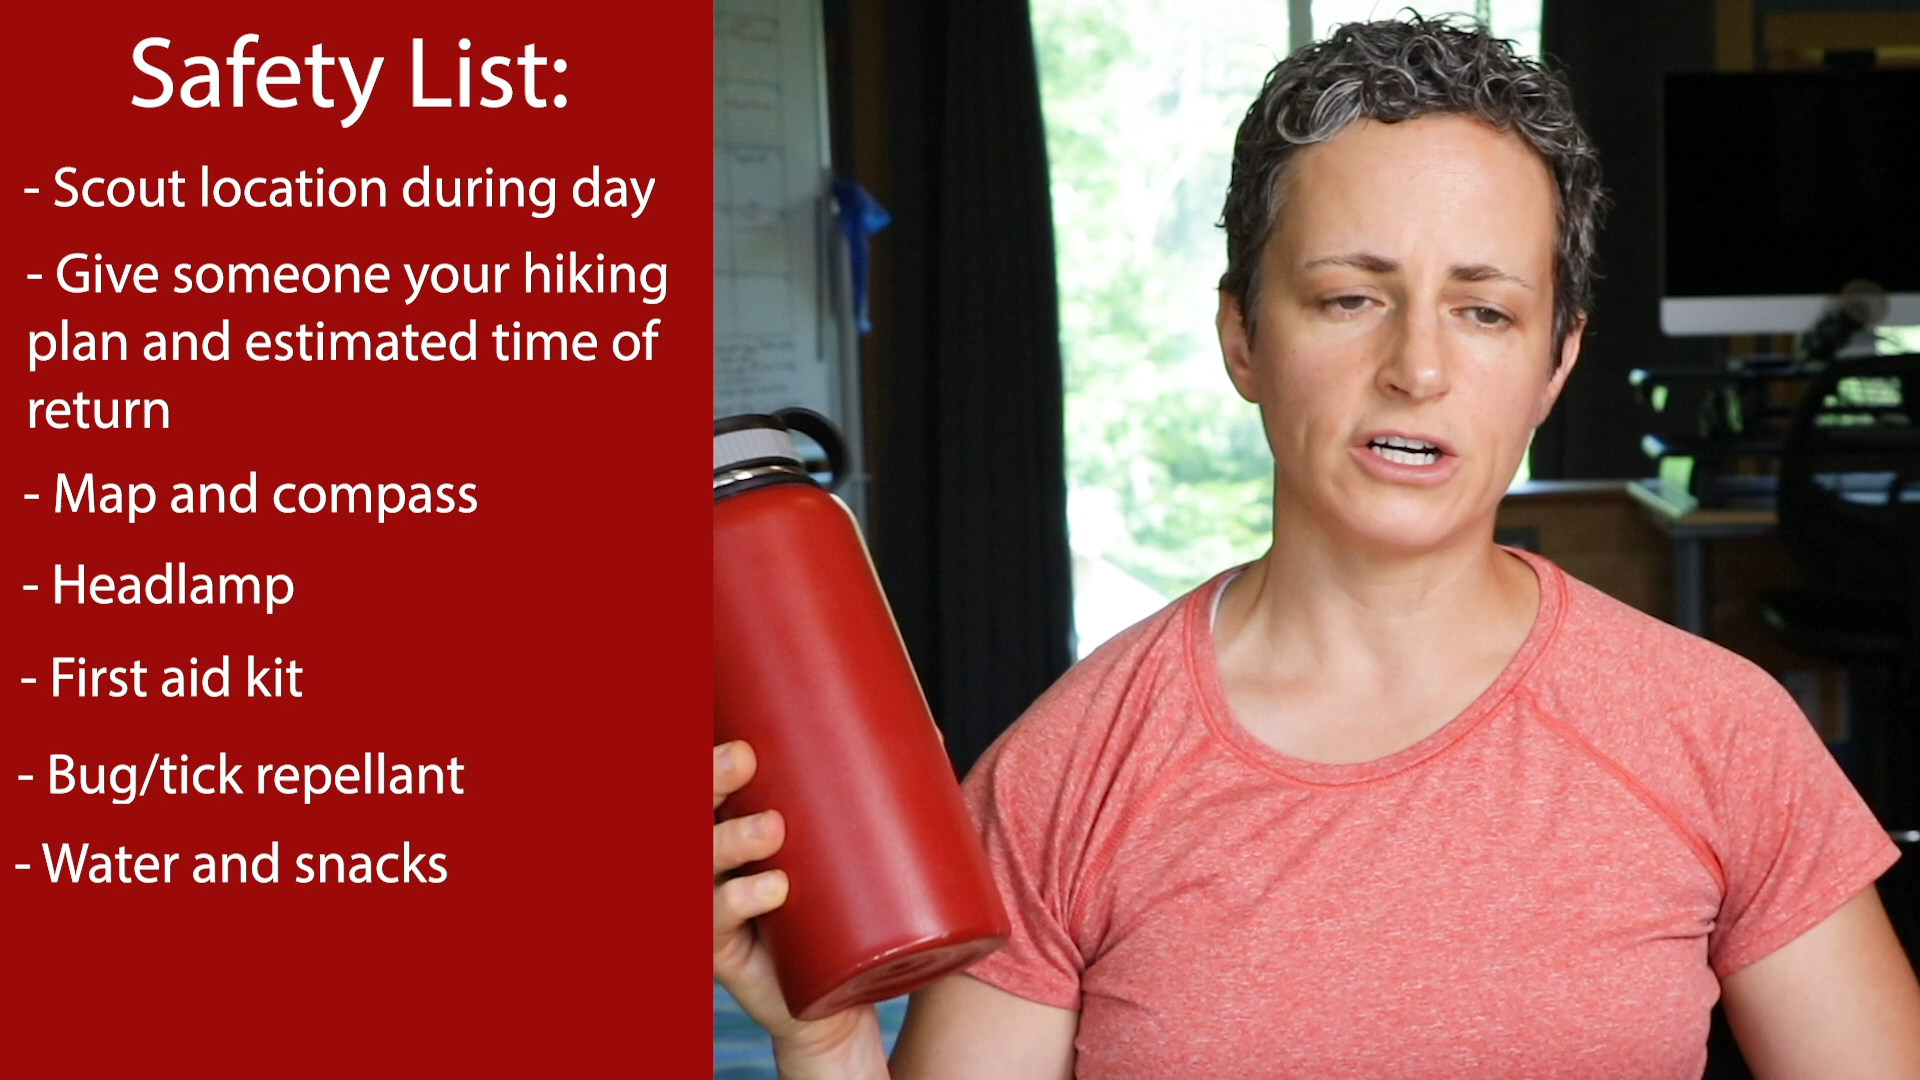 Safety List:
- Scout location during day
- Give someone your hiking
plan and estimated time of
return
- Map and compass
- Headlamp
- First aid kit
- Bug/tick repellant
- Water and snacks